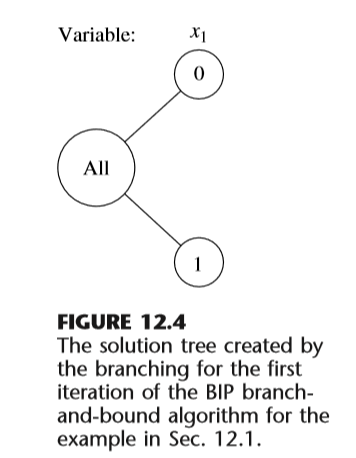 Variable: x1
0
All
1
FIGURE 12.4
The solution tree created by
the branching for the first
iteration of the BIP branch-
and-bound algorithm for the
example in Sec. 12.1.